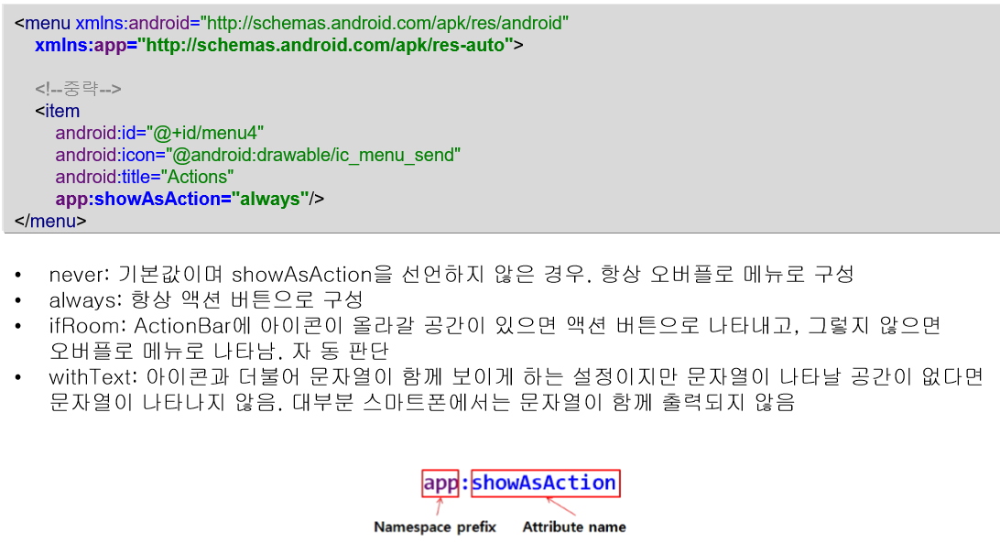 <menu xmlns:android="http://schemas.android.com/apk/res/android"
xmlns:app="http://schemas.android.com/apk/res-auto">
<!--중략-->
<item
android:id="@+id/menu4"
android:icon="@android:drawable/ic_menu_send"
android:title="Actions"
app:showAsAction="always"/>
</menu>
• never: 기본값이며 showAsAction을 선언하지 않은 경우. 항상 오버플로 메뉴로 구성
• always: 항상 액션 버튼으로 구성
• ifRoom: ActionBar에 아이콘이 올라갈 공간이 있으면 액션 버튼으로 나타내고, 그렇지 않으면
오버플로 메뉴로 나타남. 자 동 판단
• withText: 아이콘과 더불어 문자열이 함께 보이게 하는 설정이지만 문자열이 나타날 공간이 없다면
문자열이 나타나지 않음. 대부분 스마트폰에서는 문자열이 함께 출력되지 않음
app:showAsAction
Namespace prefix Attribute name